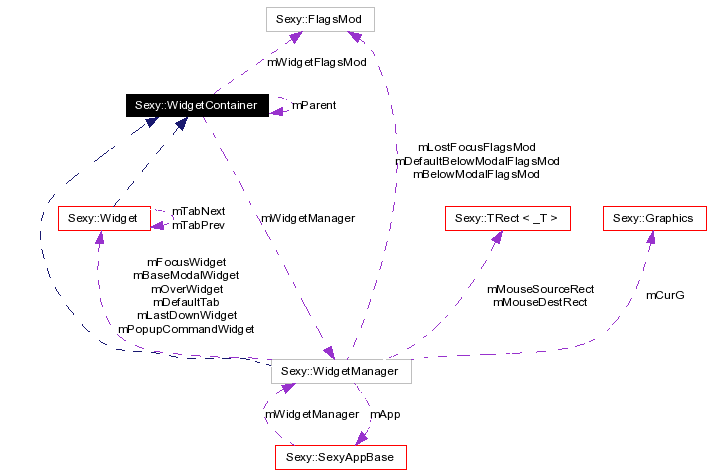 Sexy::FlagsMod
mWidgetFlagsMod
Sexy::WidgetContainer
mParent
mLostFocusFlagsMod
mDefaultBelowModalFlagsMod
mBelowModalFlagsMod
Sexy::Widget
mTabNext
mTabPrev
mWidgetManager
Sexy::TRect < _T >
Sexy::Graphics
mFocusWidget
mBaseModalWidget
mOverWidget
mDefaultTab
mLastDownWidget
mPopupCommandWidget
mMouseSourceRect
mMouseDestRect
mCurG
Sexy::WidgetManager
mWidgetManager
mApp
Sexy::SexyAppBase